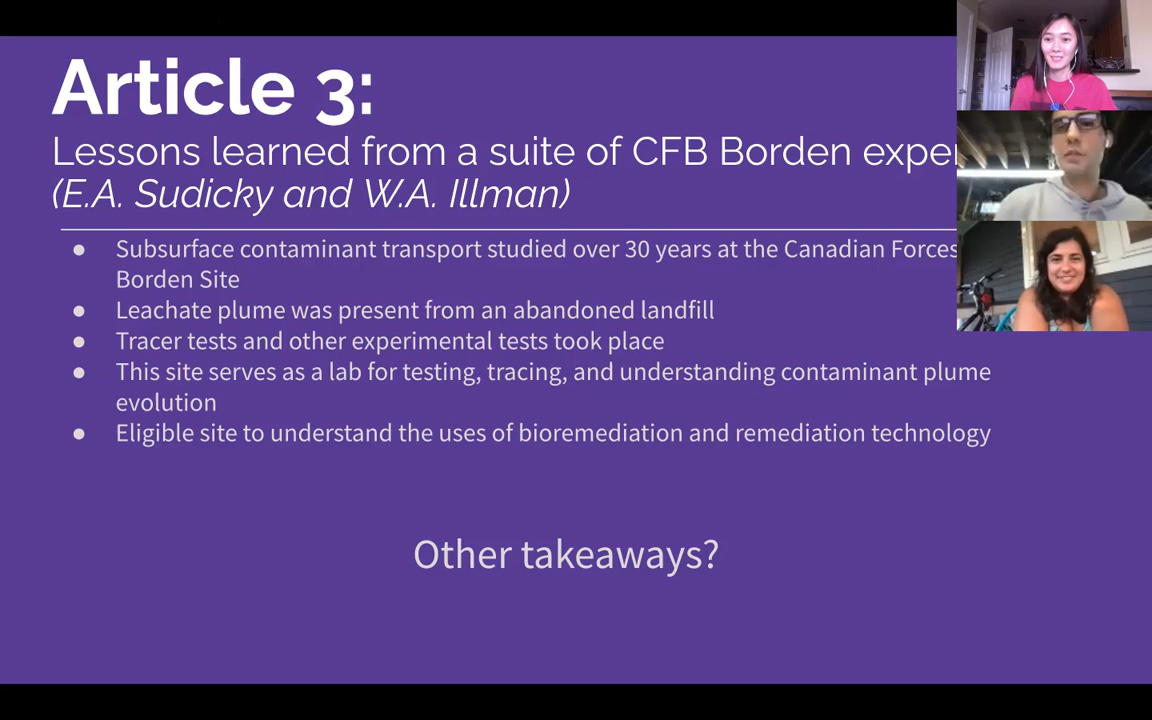 Article 3:
Lessons learned from a suite of CFB Borden
(E.A. Sudicky and W.A. Illman)
● Subsurface contaminant transport studied over 30 years at the Canadian Forces
Borden Site
● Leachate plume was present from an abandoned landfill
● Tracer tests and other experimental tests took place
● This site serves as a lab for testing, tracing, and understanding contaminant plume
evolution
● Eligible site to understand the uses of bioremediation and remediation technology
Other takeaways?